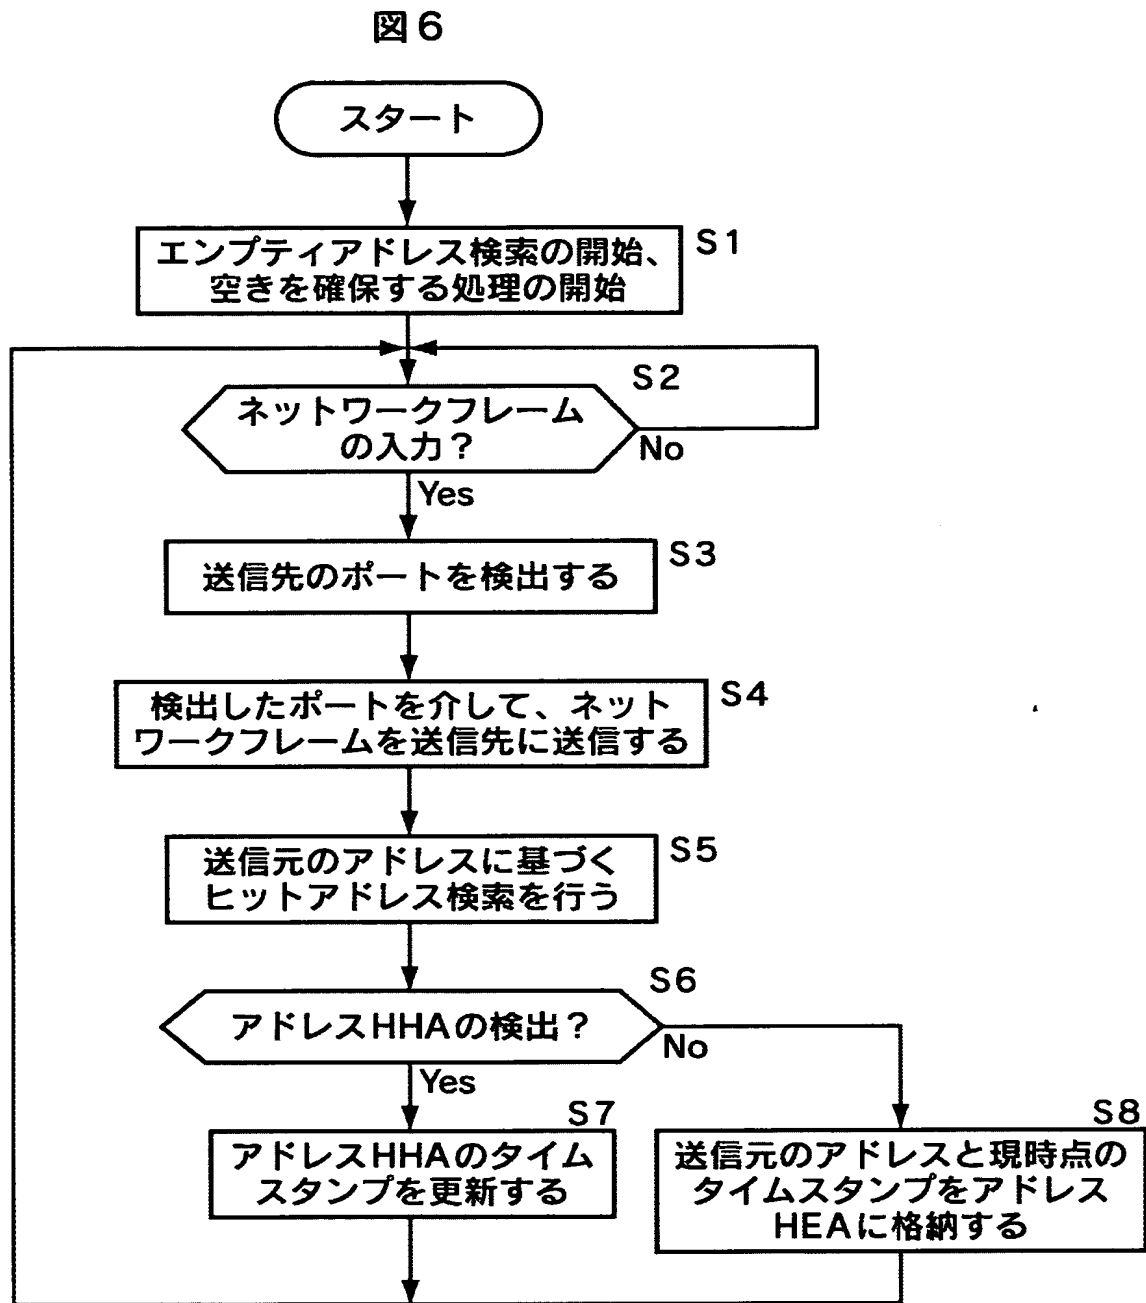 図6
スタート
S1
エンプティアドレス検索の開始、
空きを確保する処理の開始
S2
ネットワークフレーム
の入力？
No
Yes
S3
送信先のポートを検出する
S4
検出したポートを介して、ネット
ワークフレームを送信先に送信する
S5
送信元のアドレスに基づく
ヒットアドレス検索を行う
S6
アドレスHHAの検出？
No
Yes
S7
アドレスHHAのタイム
スタンプを更新する
S8
送信元のアドレスと現時点の
タイムスタンプをアドレス
HEAに格納する